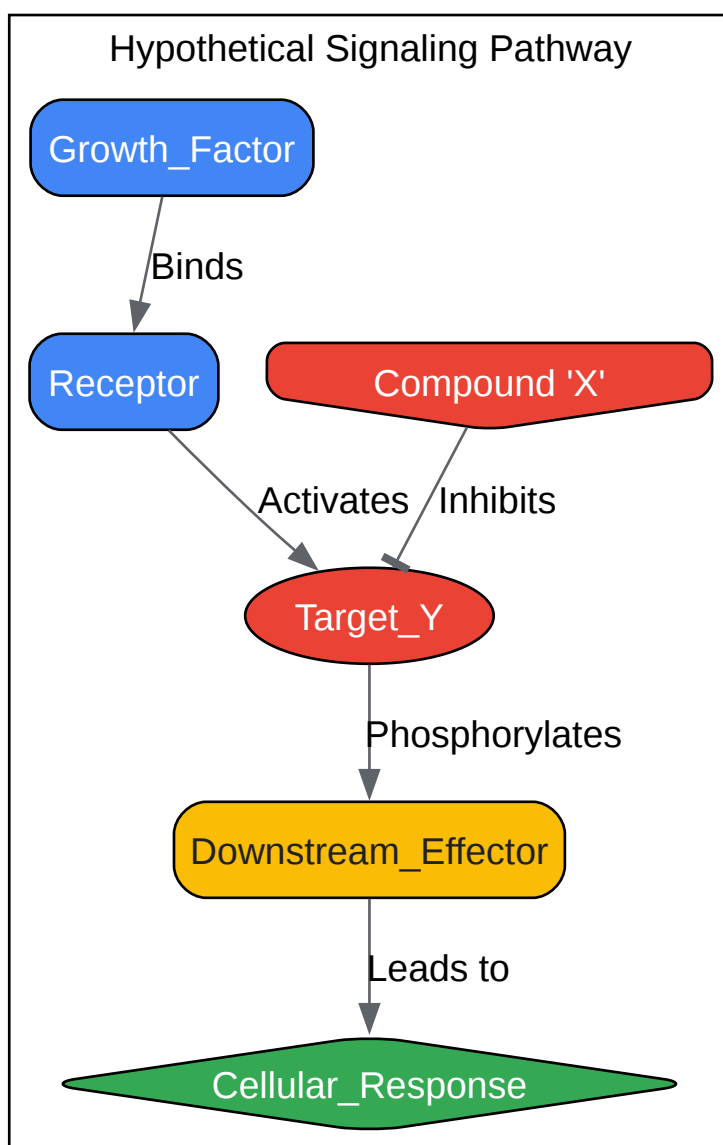 Hypothetical Signaling Pathway
Growth_Factor
Binds
Receptor
Compound 'X'
Activates
Inhibits
Target_Y
Phosphorylates
Downstream_Effector
Leads to
Cellular_Response